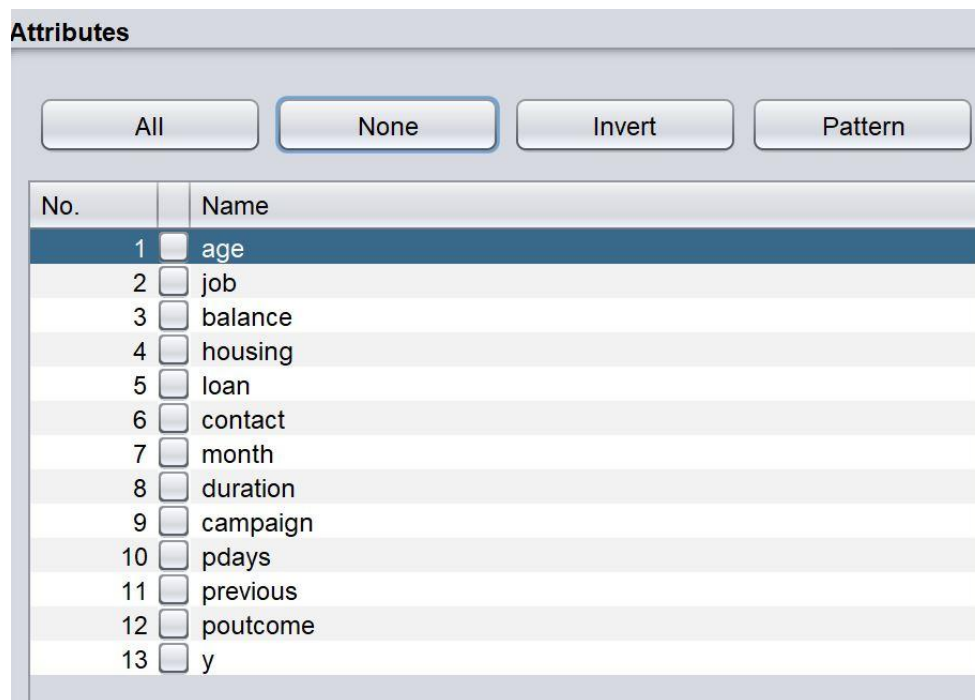 Attributes
All None Invert Pattern
No. Name
1 age
2 job
3 balance
4 housing
5 loan
6 contact
7 month
8 duration
9 campaign
10 pdays
11 previous
12 poutcome
13 y